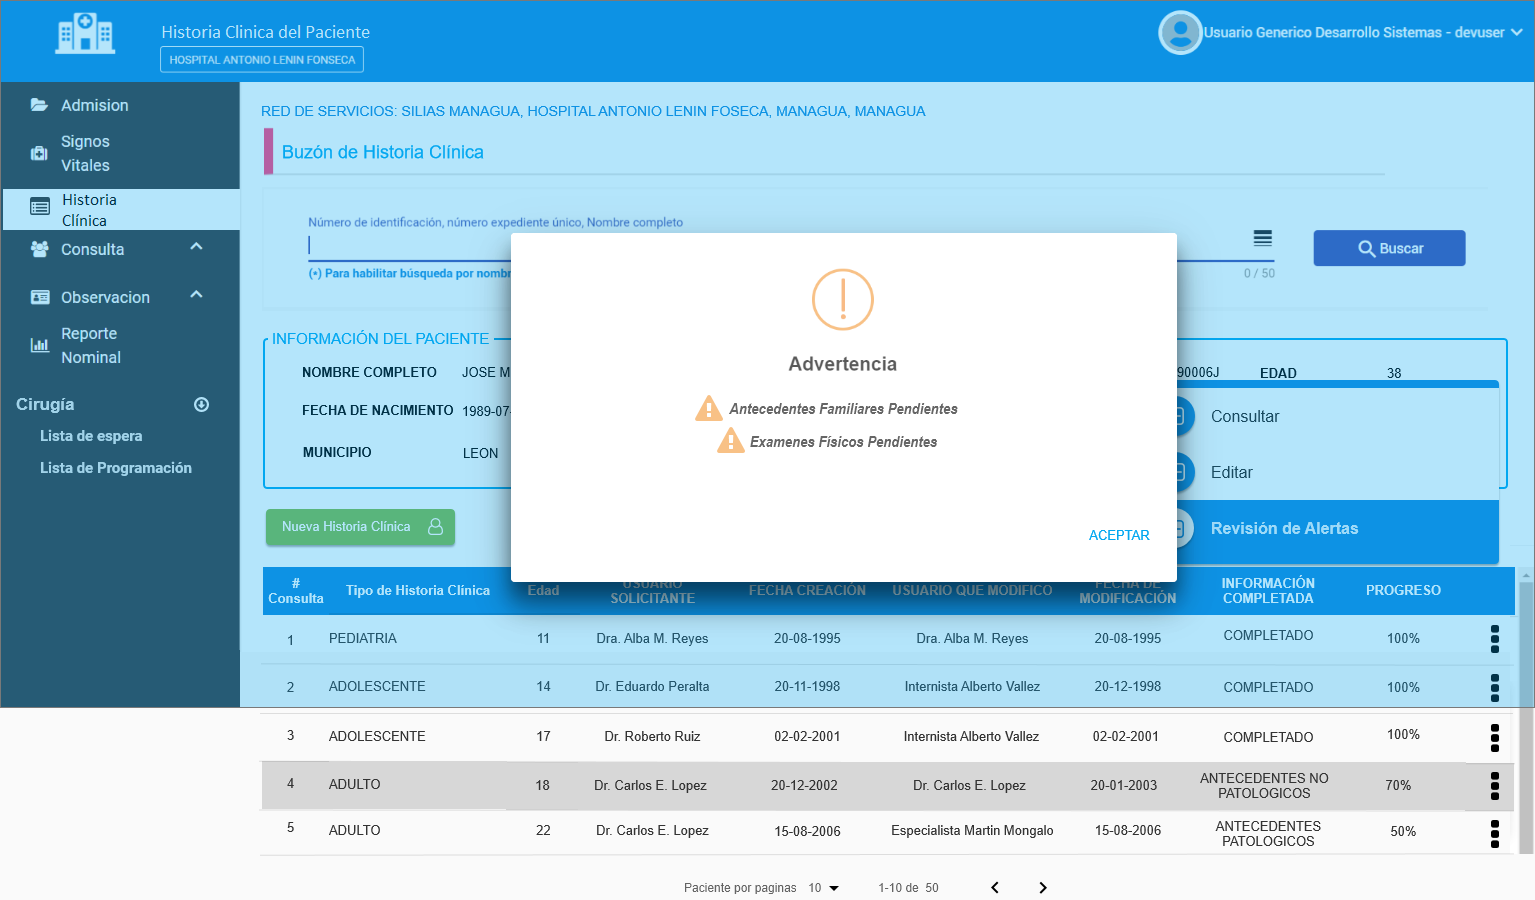 Historia Clinica del Paciente
HOSPITAL ANTONIO LENIN FONSECA
Usuario Generico Desarrollo Sistemas - devuser
Admision
Signos
Vitales
Historia
Clínica
Consulta
Observacion
Reporte
Nominal
Cirugía
Lista de espera
Lista de Programación
RED DE SERVICIOS: SILIAS MANAGUA, HOSPITAL ANTONIO LENIN FOSECA, MANAGUA, MANAGUA
Buzón de Historia Clínica
Número de identificación, número expediente único, Nombre completo
(*) Para habilitar búsqueda por nombr
0 / 50
Buscar
INFORMACIÓN DEL PACIENTE
NOMBRE COMPLETO JOSE M 90006J EDAD 38
FECHA DE NACIMIENTO 1989-07-
MUNICIPIO LEON
Consultar
Editar
Revisión de Alertas
Advertencia
Antecedentes Familiares Pendientes
Examenes Fisicos Pendientes
ACEPTAR
Nueva Historia Clínica
# Consulta Tipo de Historia Clínica Edad USUARIO SOLICITANTE FECHA CREACIÓN USUARIO QUE MODIFICO FECHA DE MODIFICACIÓN INFORMACIÓN COMPLETADA PROGRESO
1 PEDIATRIA 11 Dra. Alba M. Reyes 20-08-1995 Dra. Alba M. Reyes 20-08-1995 COMPLETADO 100%
2 ADOLESCENTE 14 Dr. Eduardo Peralta 20-11-1998 Internista Alberto Vallez 20-12-1998 COMPLETADO 100%
3 ADOLESCENTE 17 Dr. Roberto Ruiz 02-02-2001 Internista Alberto Vallez 02-02-2001 COMPLETADO 100%
4 ADULTO 18 Dr. Carlos E. Lopez 20-12-2002 Dr. Carlos E. Lopez 20-01-2003 ANTECEDENTES NO PATOLOGICOS 70%
5 ADULTO 22 Dr. Carlos E. Lopez 15-08-2006 Especialista Martin Mongalo 15-08-2006 ANTECEDENTES PATOLOGICOS 50%
Paciente por paginas 10 1-10 de 50